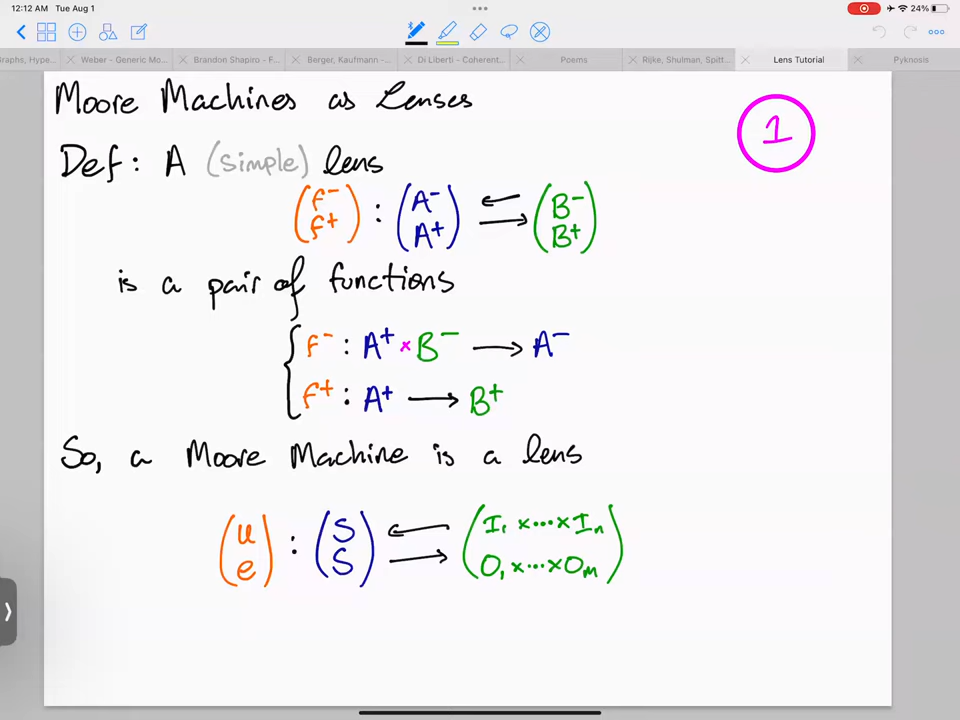 12:12 AM Tue Aug 1
24%
raphs, Hype...
Weber - Generic Mo...
Brandon Shapiro - F...
Berger, Kaufmann - ...
Di Liberti - Coherent...
Poems
Rijke, Shulman, Spitt...
Lens Tutorial
Pyknosis
Moore Machines as Lenses
1
Def: A (simple) lens
(f⁻ f⁺) : (A⁻ A⁺) ⇆ (B⁻ B⁺)
is a pair of functions
f⁻ : A⁺ × B⁻ → A⁻
f⁺ : A⁺ → B⁺
So, a Moore Machine is a lens
(u e) : (S S) ⇆ (I₁ ×⋯× Iₙ O₁ ×⋯× Oₘ)